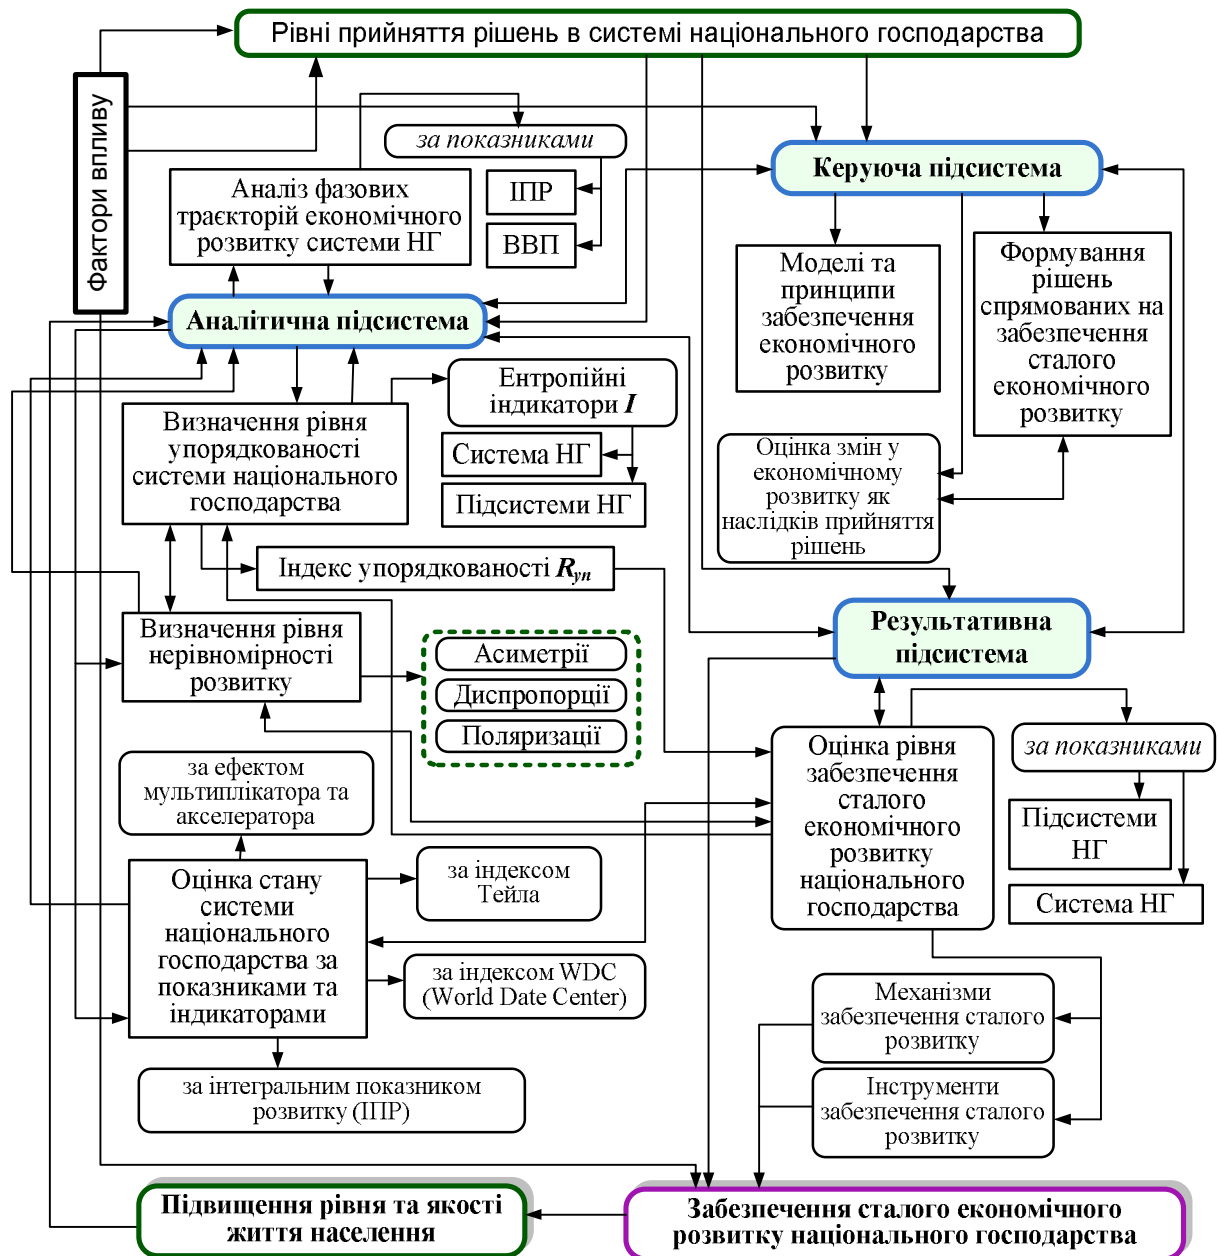 Рівні прийняття рішень в системі національного господарства
Фактори впливу
за показниками
ІПР
ВВП
Аналіз фазових
траєкторій економічного
розвитку системи НГ
Керуюча підсистема
Моделі та
принципи
забезпечення
економічного
розвитку
Формування
рішень
спрямованих на
забезпечення
сталого
економічного
розвитку
Аналітична підсистема
Ентропійні
індикатори I
Система НГ
Підсистеми НГ
Визначення рівня
упорядкованості
системи національного
господарства
Оцінка змін у
економічному
розвитку як
наслідків прийняття
рішень
Індекс упорядкованості Rуп
Визначення рівня
нерівномірності
розвитку
Асиметрії
Диспропорції
Поляризації
Результативна
підсистема
за ефектом
мультиплікатора та
акселератора
Оцінка рівня
забезпечення
сталого
економічного
розвитку
національного
господарства
за показниками
Підсистеми
НГ
Система НГ
Оцінка стану
системи
національного
господарства за
показниками та
індикаторами
за індексом
Тейла
за індексом WDC
(World Date Center)
за інтегральним показником
розвитку (ІПР)
Механізми
забезпечення сталого
розвитку
Інструменти
забезпечення сталого
розвитку
Підвищення рівня та якості
життя населення
Забезпечення сталого економічного
розвитку національного господарства